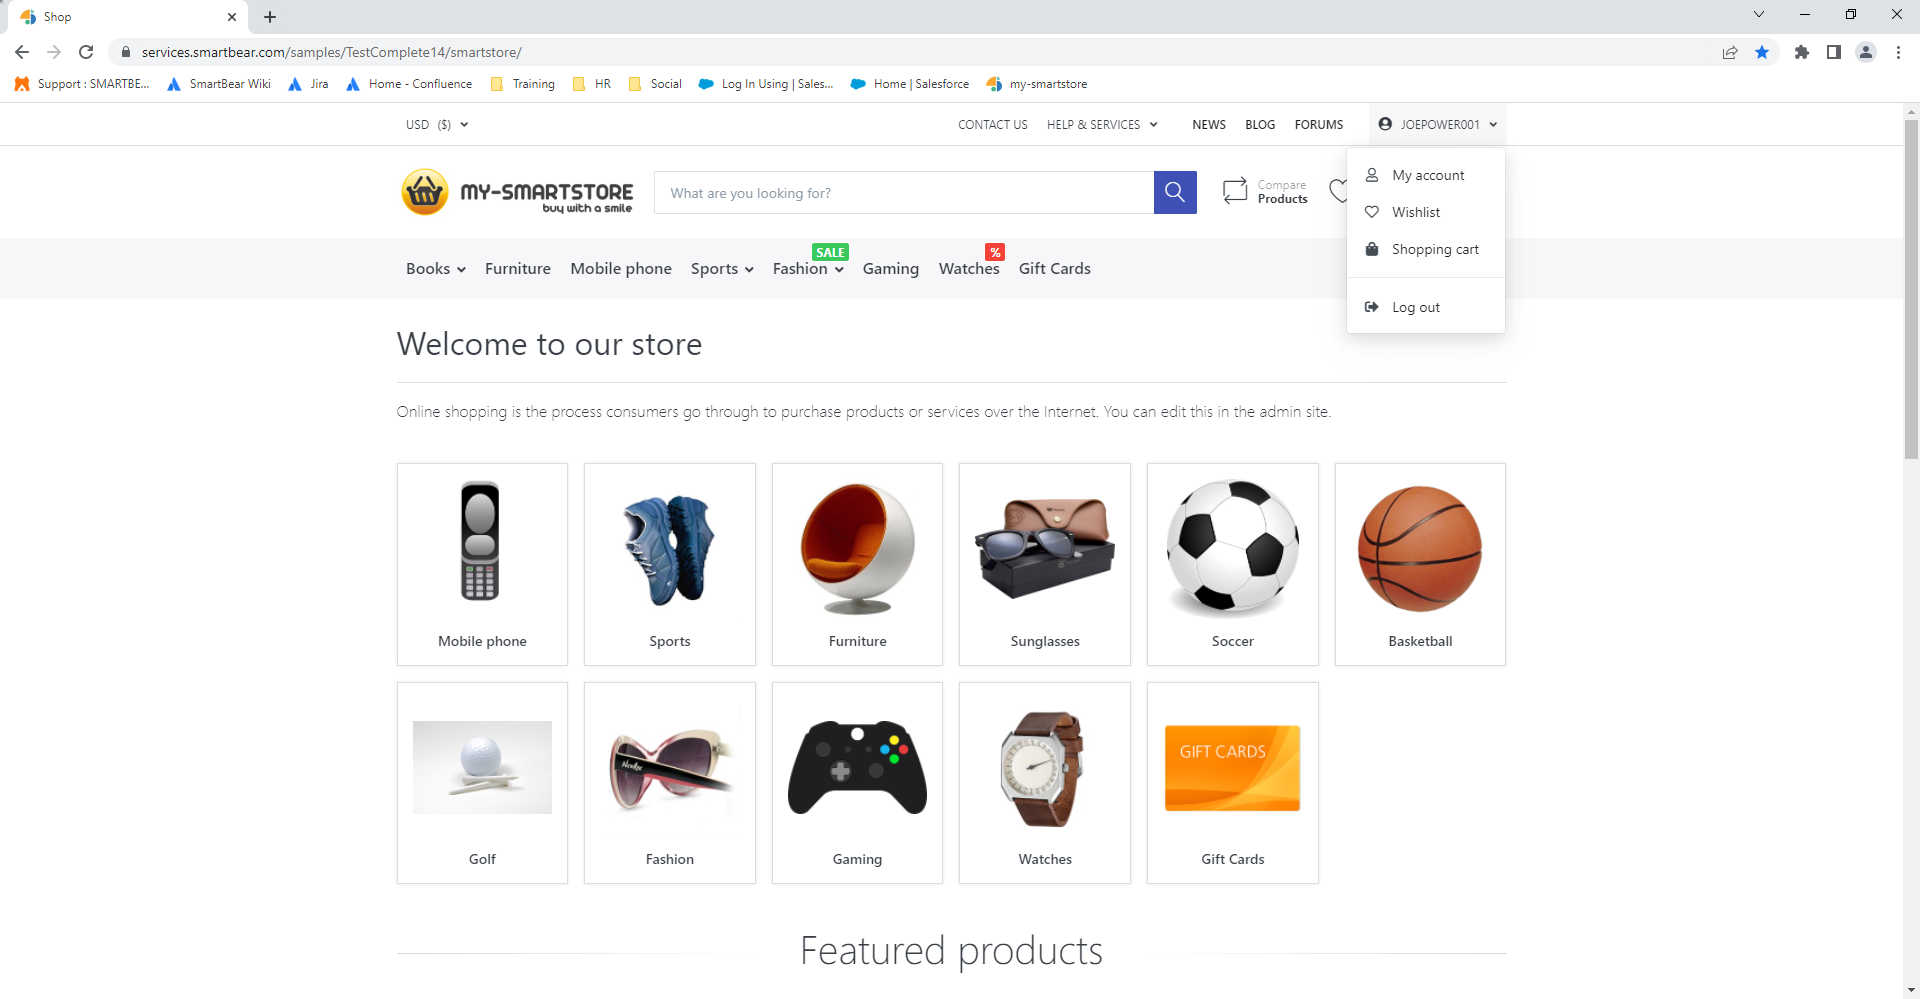 Shop
services.smartbear.com/samples/TestComplete14/smartstore/
Support : SMARTBE... SmartBear Wiki Jira Home - Confluence Training HR Social Log In Using | Sales... Home | Salesforce my-smartstore
USD ($) CONTACT US HELP & SERVICES NEWS BLOG FORUMS JOEPOWER001
MY-SMARTSTORE
buy with a smile
What are you looking for?
Compare
Products
My account
Wishlist
Shopping cart
Log out
SALE %
Books Furniture Mobile phone Sports Fashion Gaming Watches Gift Cards
Welcome to our store
Online shopping is the process consumers go through to purchase products or services over the Internet. You can edit this in the admin site.
Mobile phone Sports Furniture Sunglasses Soccer Basketball
GIFT CARDS
Golf Fashion Gaming Watches Gift Cards
Featured products